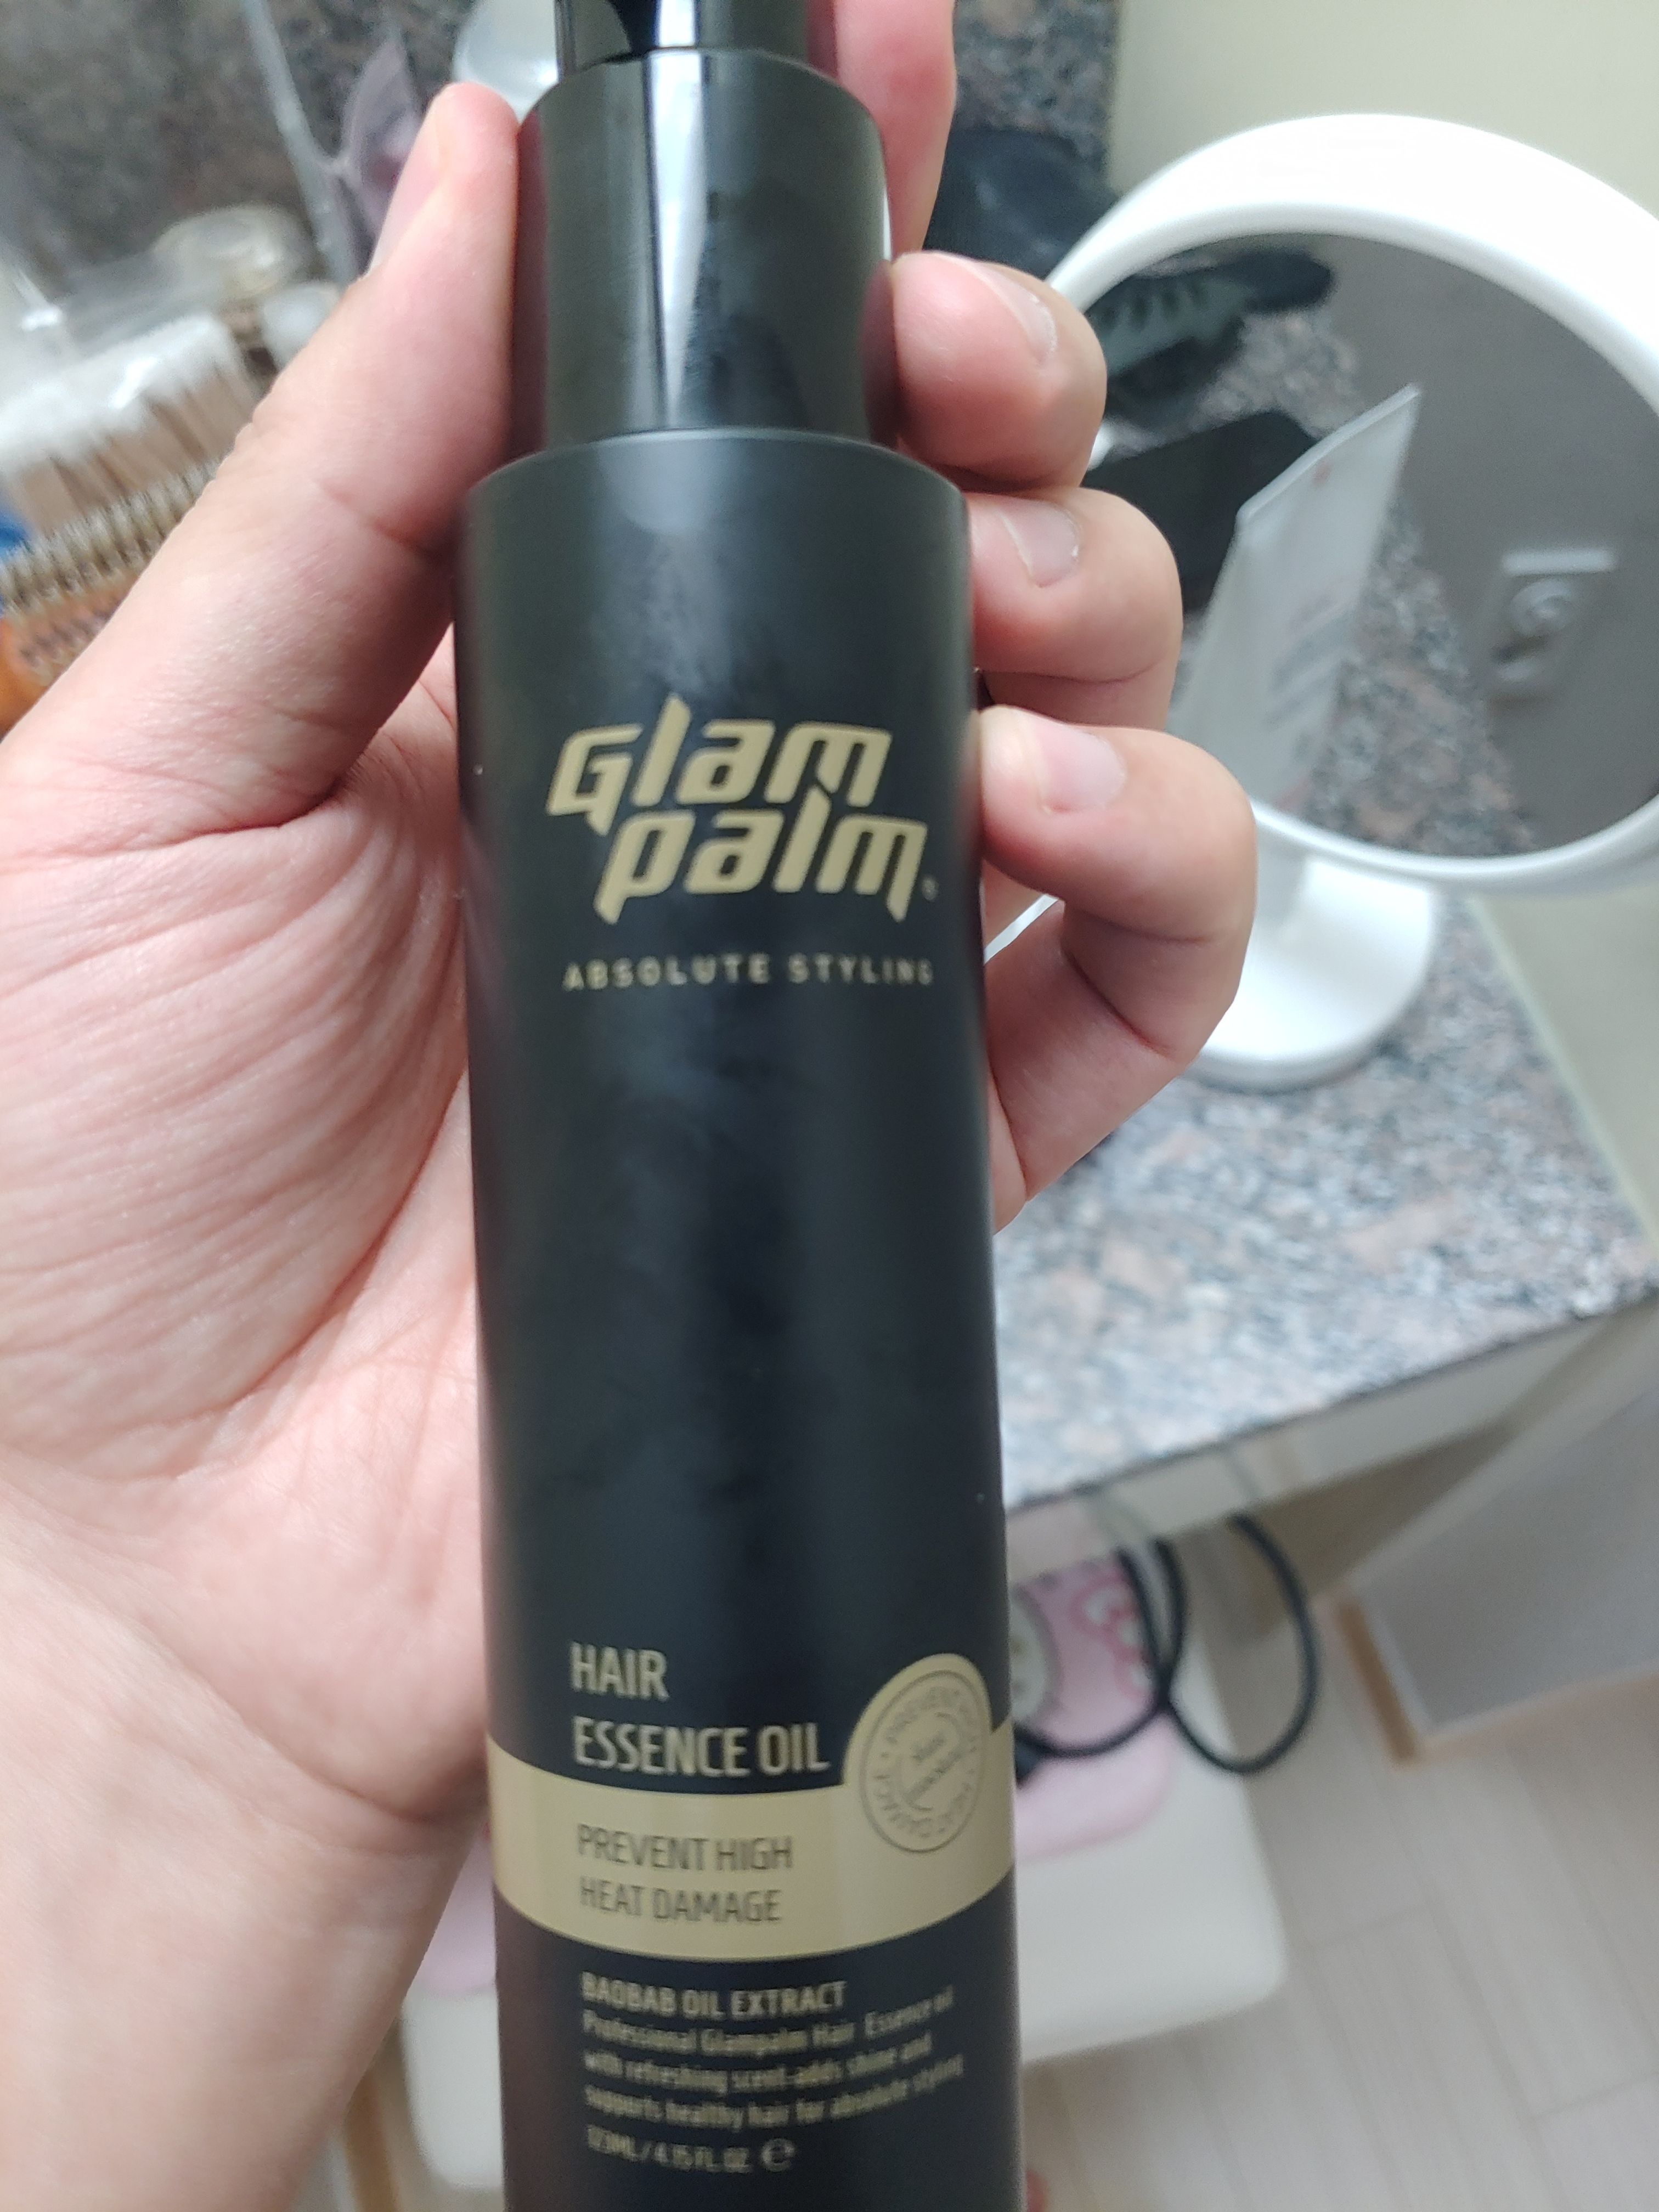 Glam
palm
ABSOLUTE STYLING
HAIR
ESSENCE OIL
PREVENT HIGH
HEAT DAMAGE
BAOBAB OIL EXTRACT
Professional Glampalm Hair Essence oil
with refreshing scent adds shine and
supports healthy hair for absolute styling
/ 4.15 FL. OZ. ℮